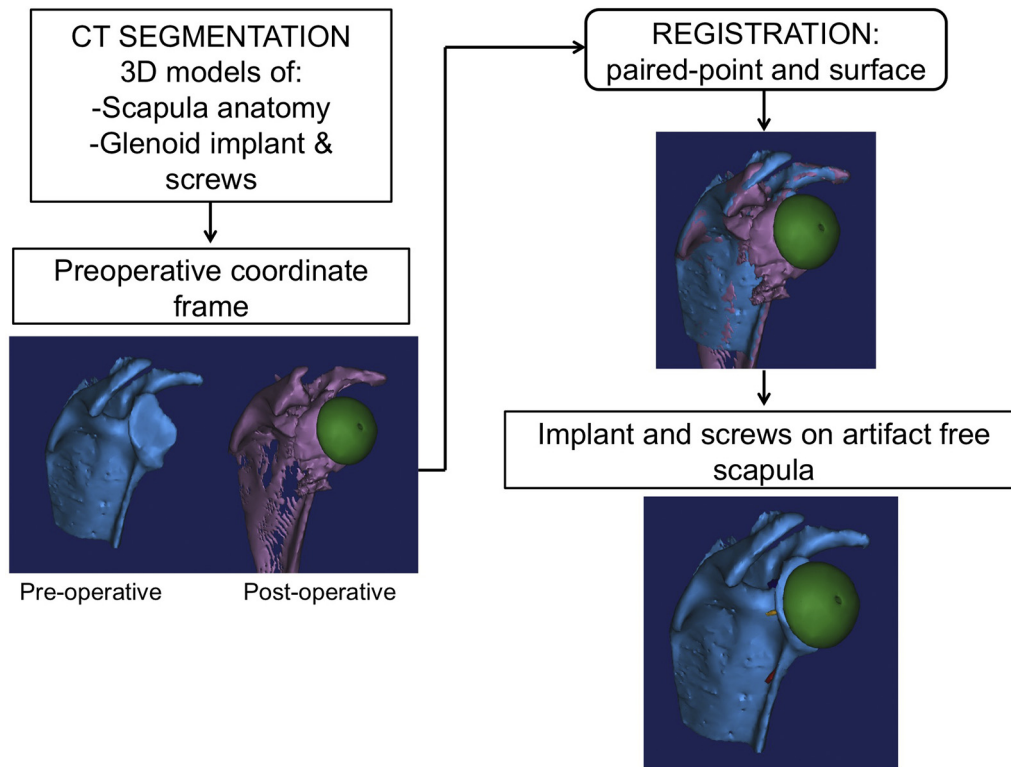 CT SEGMENTATION
3D models of:
-Scapula anatomy
-Glenoid implant &
screws
Preoperative coordinate
frame
Pre-operative
Post-operative
REGISTRATION:
paired-point and surface
Implant and screws on artifact free
scapula